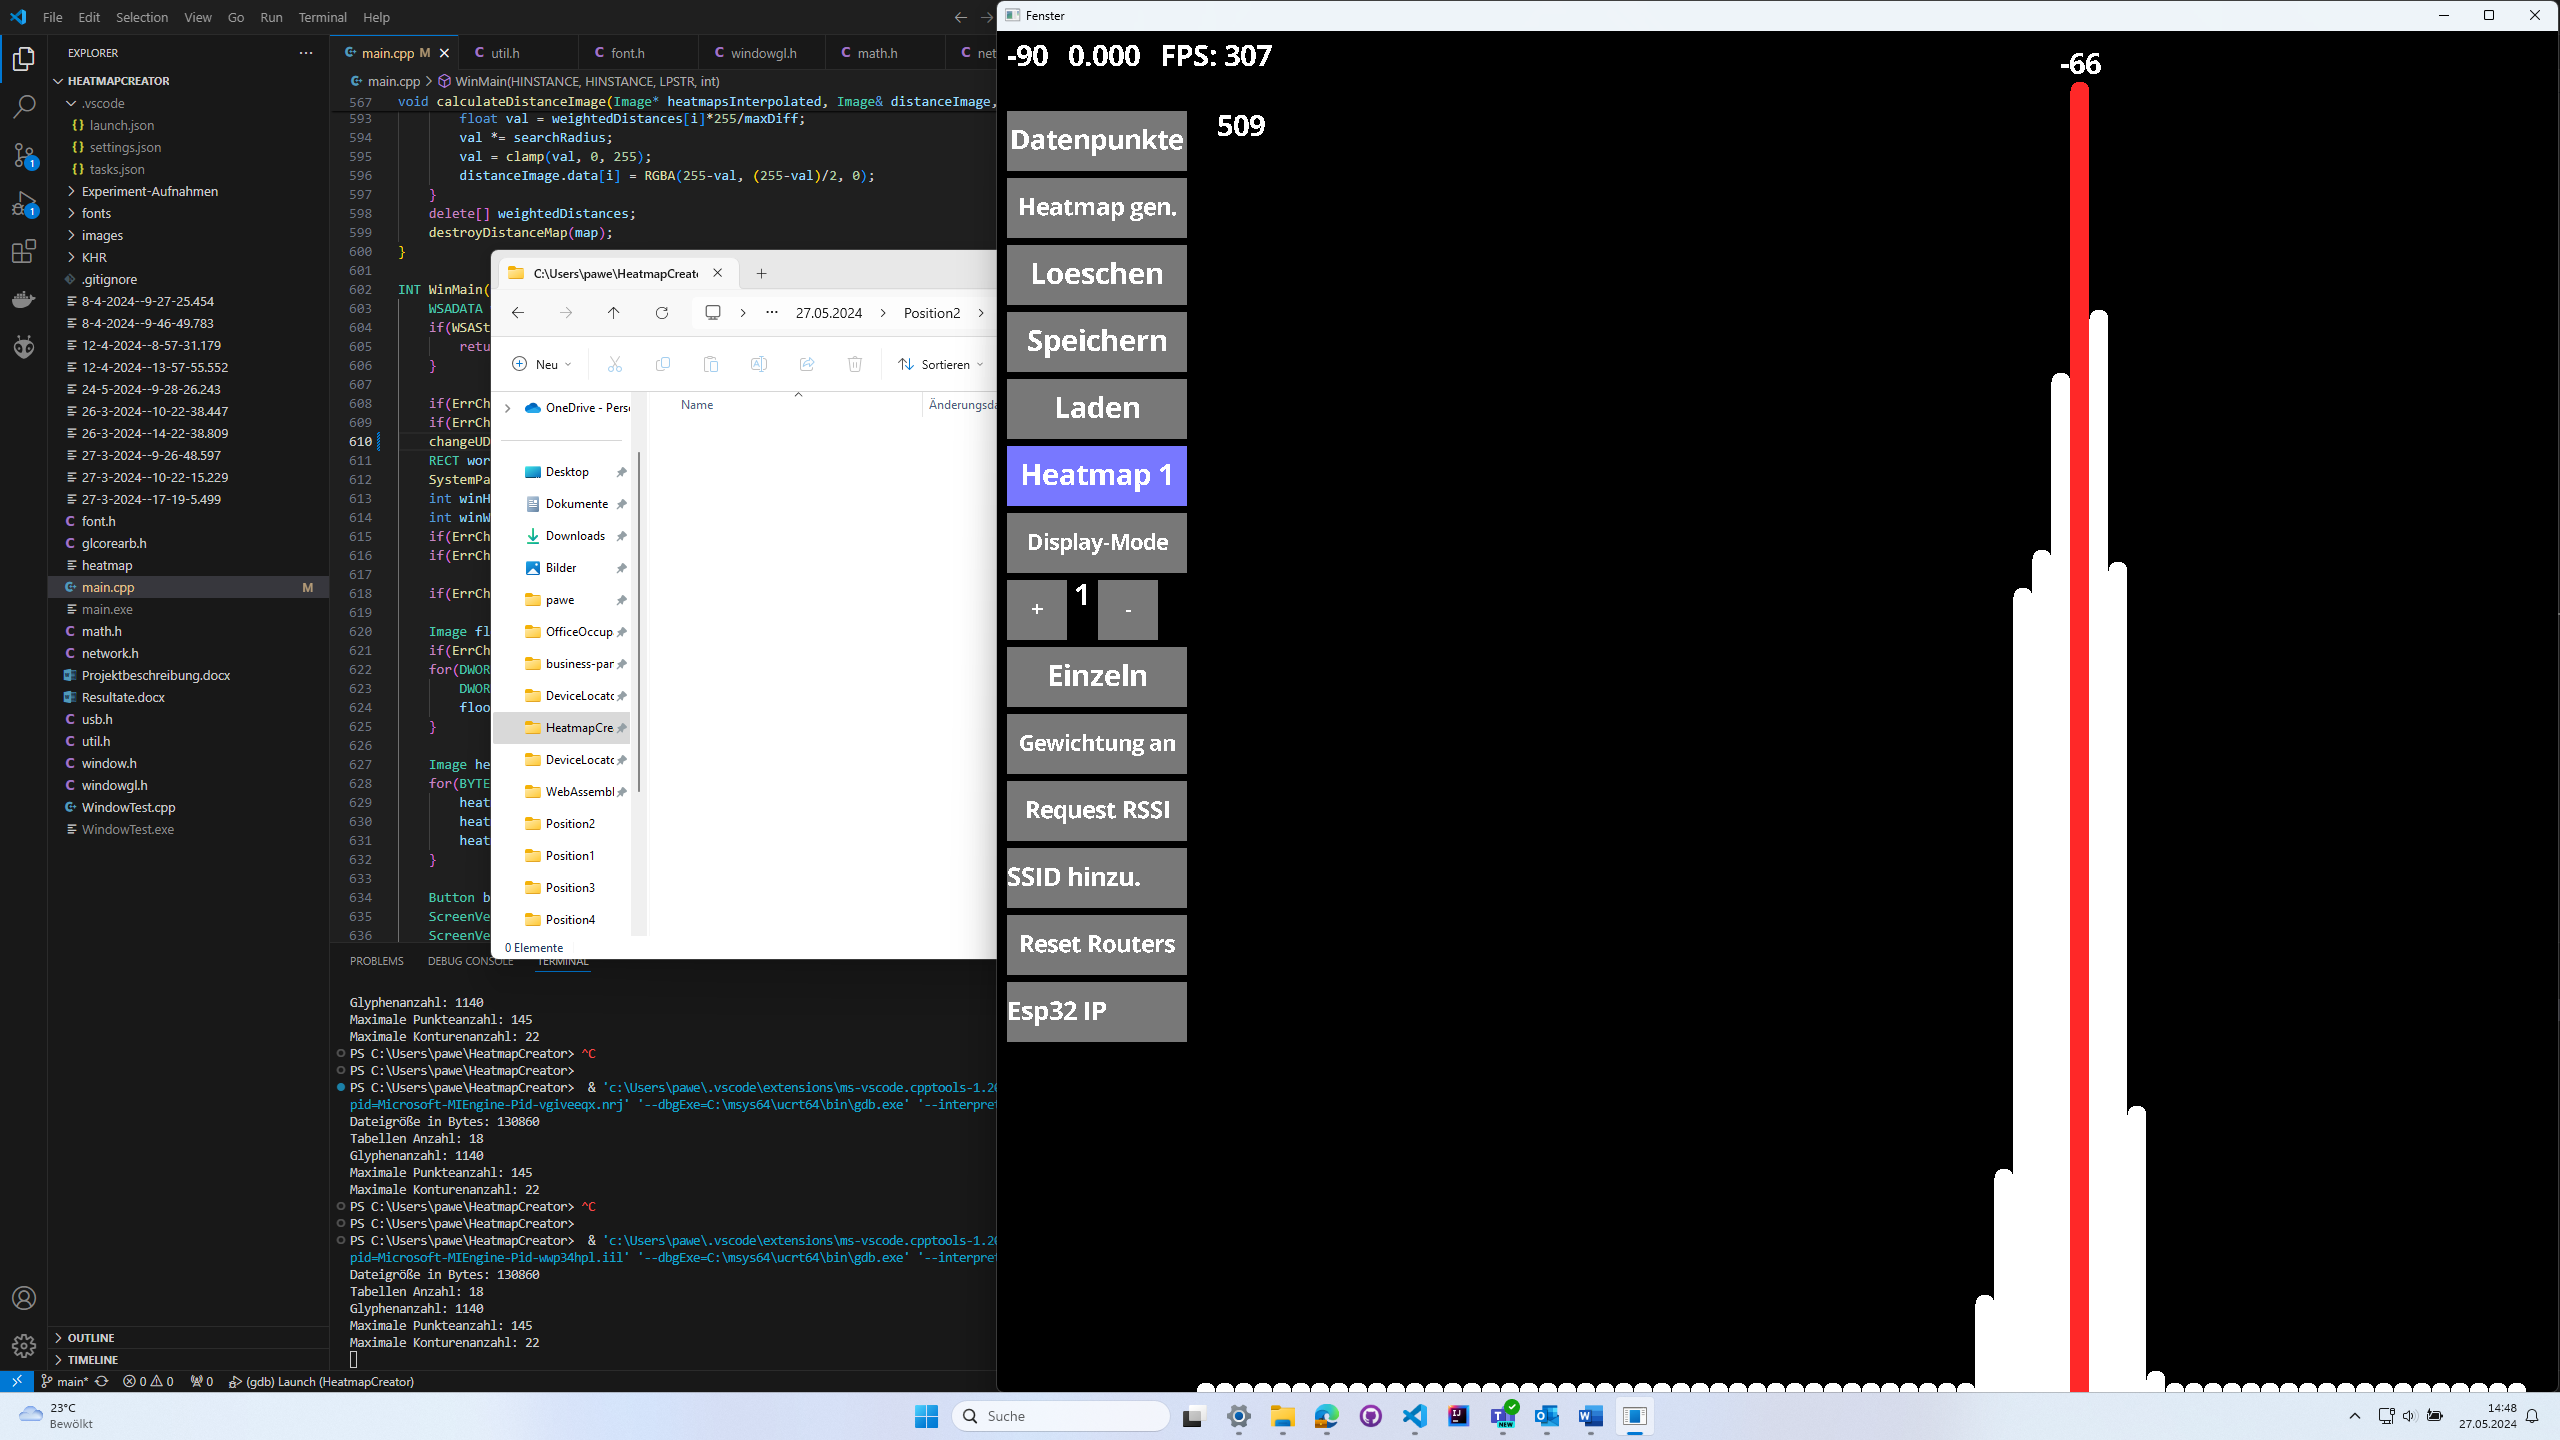 File Edit Selection View Go Run Terminal Help
EXPLORER
HEATMAPCREATOR
.vscode
launch.json
settings.json
tasks.json
Experiment-Aufnahmen
fonts
images
KHR
.gitignore
8-4-2024--9-27-25.454
8-4-2024--9-46-49.783
12-4-2024--8-57-31.179
12-4-2024--13-57-55.552
24-5-2024--9-28-26.243
26-3-2024--10-22-38.447
26-3-2024--14-22-38.809
27-3-2024--9-26-48.597
27-3-2024--10-22-15.229
27-3-2024--17-19-5.499
font.h
glcorearb.h
heatmap
main.cpp M
main.exe
math.h
network.h
Projektbeschreibung.docx
Resultate.docx
usb.h
util.h
window.h
windowgl.h
WindowTest.cpp
WindowTest.exe
OUTLINE
TIMELINE
main.cpp M util.h font.h windowgl.h math.h net
main.cpp > WinMain(HINSTANCE, HINSTANCE, LPSTR, int)
567 void calculateDistanceImage(Image* heatmapsInterpolated, Image& distanceImage,
593 float val = weightedDistances[i]*255/maxDiff;
594 val *= searchRadius;
595 val = clamp(val, 0, 255);
596 distanceImage.data[i] = RGBA(255-val, (255-val)/2, 0);
597 }
598 delete[] weightedDistances;
599 destroyDistanceMap(map);
600 }
601
602 INT WinMain(
603 WSADATA
604 if(WSASt
605 retu
606 }
607
608 if(ErrCh
609 if(ErrCh
610 changeUD
611 RECT wor
612 SystemPa
613 int winH
614 int winW
615 if(ErrCh
616 if(ErrCh
617
618 if(ErrCh
619
620 Image fl
621 if(ErrCh
622 for(DWOR
623 DWOR
624 floo
625 }
626
627 Image he
628 for(BYTE
629 heat
630 heat
631 heat
632 }
633
634 Button b
635 ScreenVe
636 ScreenVe
C:\Users\pawe\HeatmapCreato
27.05.2024 > Position2 >
Neu Sortieren
Name Änderungsda
OneDrive - Pers
Desktop
Dokumente
Downloads
Bilder
pawe
OfficeOccup
business-par
DeviceLocato
HeatmapCre
DeviceLocato
WebAssembl
Position2
Position1
Position3
Position4
0 Elemente
PROBLEMS DEBUG CONSOLE TERMINAL
Glyphenanzahl: 1140
Maximale Punkteanzahl: 145
Maximale Konturenanzahl: 22
PS C:\Users\pawe\HeatmapCreator> ^C
PS C:\Users\pawe\HeatmapCreator>
PS C:\Users\pawe\HeatmapCreator> & 'c:\Users\pawe\.vscode\extensions\ms-vscode.cpptools-1.20
pid=Microsoft-MIEngine-Pid-vgiveeqx.nrj' '--dbgExe=C:\msys64\ucrt64\bin\gdb.exe' '--interpret
Dateigröße in Bytes: 130860
Tabellen Anzahl: 18
Glyphenanzahl: 1140
Maximale Punkteanzahl: 145
Maximale Konturenanzahl: 22
PS C:\Users\pawe\HeatmapCreator> ^C
PS C:\Users\pawe\HeatmapCreator>
PS C:\Users\pawe\HeatmapCreator> & 'c:\Users\pawe\.vscode\extensions\ms-vscode.cpptools-1.20
pid=Microsoft-MIEngine-Pid-wwp34hpl.iil' '--dbgExe=C:\msys64\ucrt64\bin\gdb.exe' '--interpret
Dateigröße in Bytes: 130860
Tabellen Anzahl: 18
Glyphenanzahl: 1140
Maximale Punkteanzahl: 145
Maximale Konturenanzahl: 22
main* 0 0 0 (gdb) Launch (HeatmapCreator)
Fenster
-90 0.000 FPS: 307
-66
509
Datenpunkte
Heatmap gen.
Loeschen
Speichern
Laden
Heatmap 1
Display-Mode
+ 1 -
Einzeln
Gewichtung an
Request RSSI
SSID hinzu.
Reset Routers
Esp32 IP
23°C
Bewölkt
Suche
14:48
27.05.2024